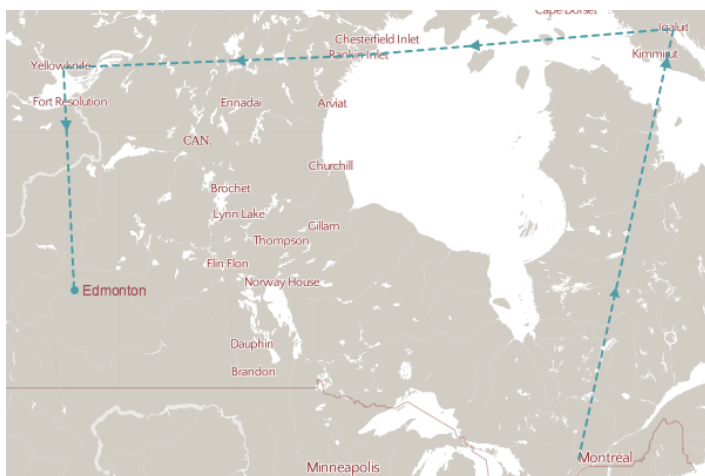 Cape Dorset
Iqaluit
Chesterfield Inlet
Rankin Inlet
Kimmirut
Yellowknife
Fort Resolution
Ennadai
Arviat
CAN.
Churchill
Brochet
Lynn Lake
Gillam
Thompson
Flin Flon
Norway House
Edmonton
Dauphin
Brandon
Montréal
Minneapolis